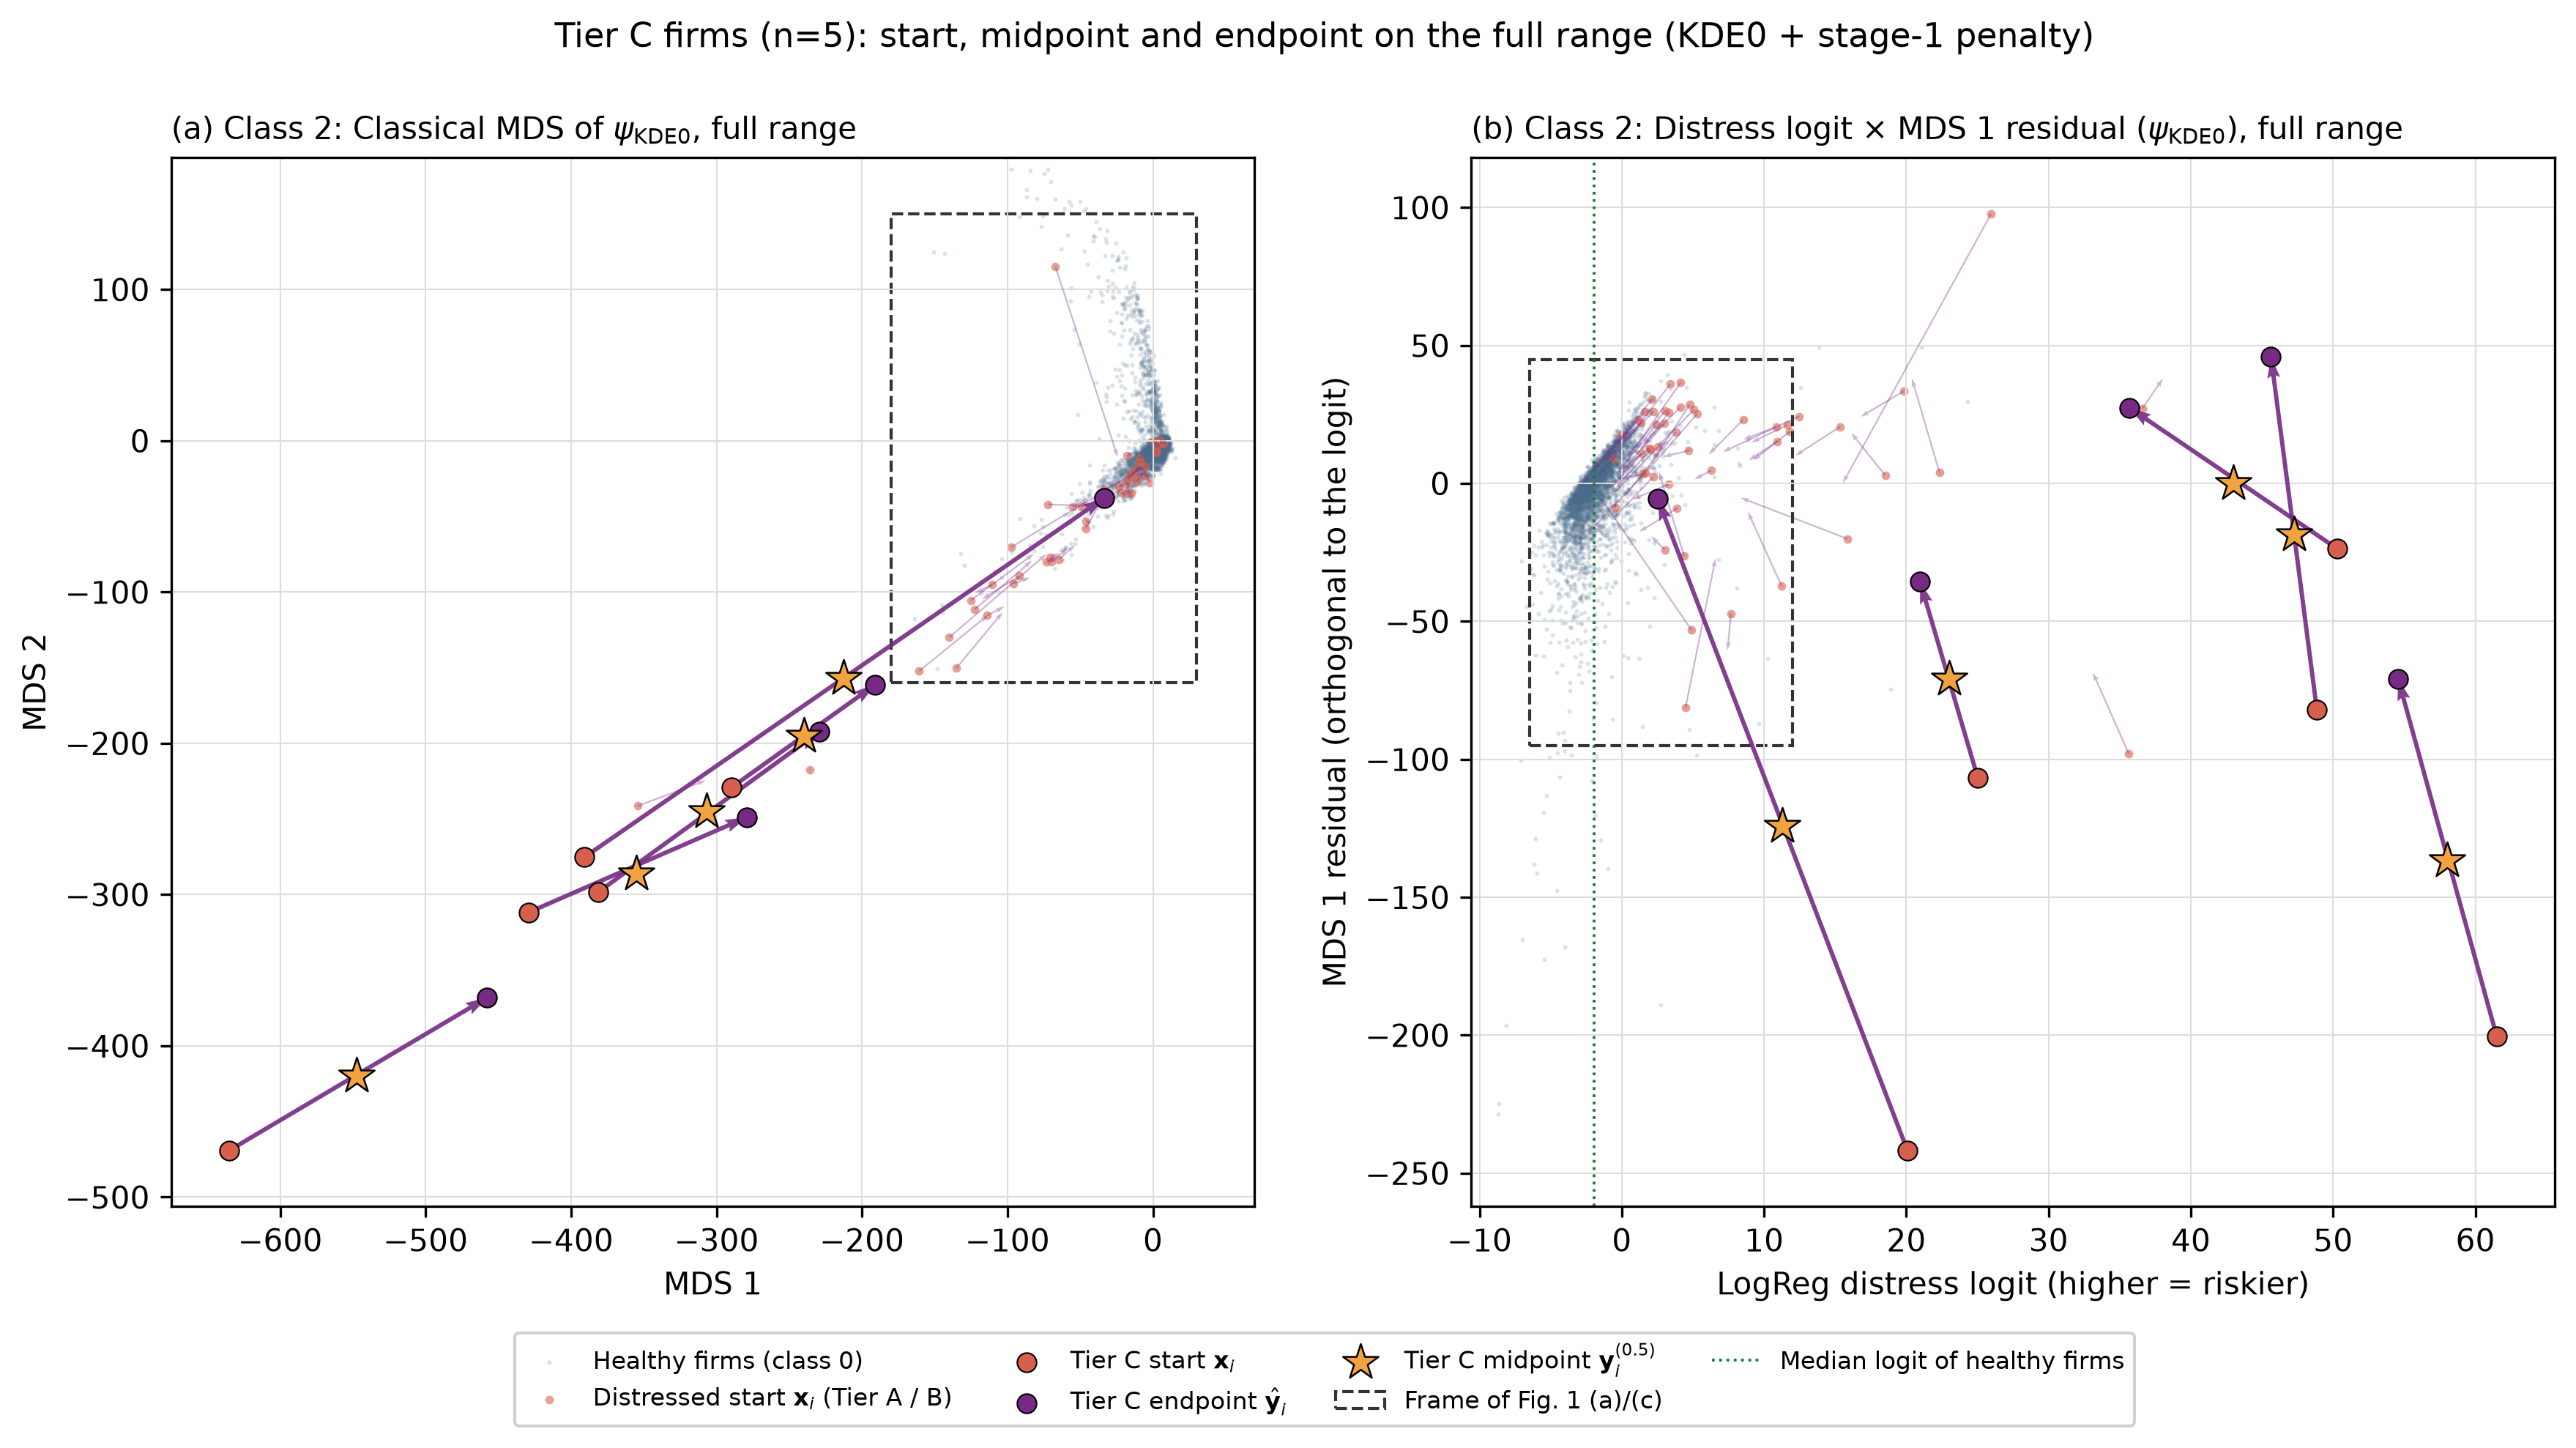 Tier C firms (n=5): start, midpoint and endpoint on the full range (KDE0 + stage-1 penalty)
(a) Class 2: Classical MDS of ψKDE0, full range
(b) Class 2: Distress logit × MDS 1 residual (ψKDE0), full range
MDS 2
100
0
−100
−200
−300
−400
−500
−600
−500
−400
−300
−200
−100
0
MDS 1
MDS 1 residual (orthogonal to the logit)
100
50
0
−50
−100
−150
−200
−250
−10
0
10
20
30
40
50
60
LogReg distress logit (higher = riskier)
Healthy firms (class 0)
Distressed start xi (Tier A / B)
Tier C start xi
Tier C endpoint ŷi
Tier C midpoint yi(0.5)
Frame of Fig. 1 (a)/(c)
Median logit of healthy firms